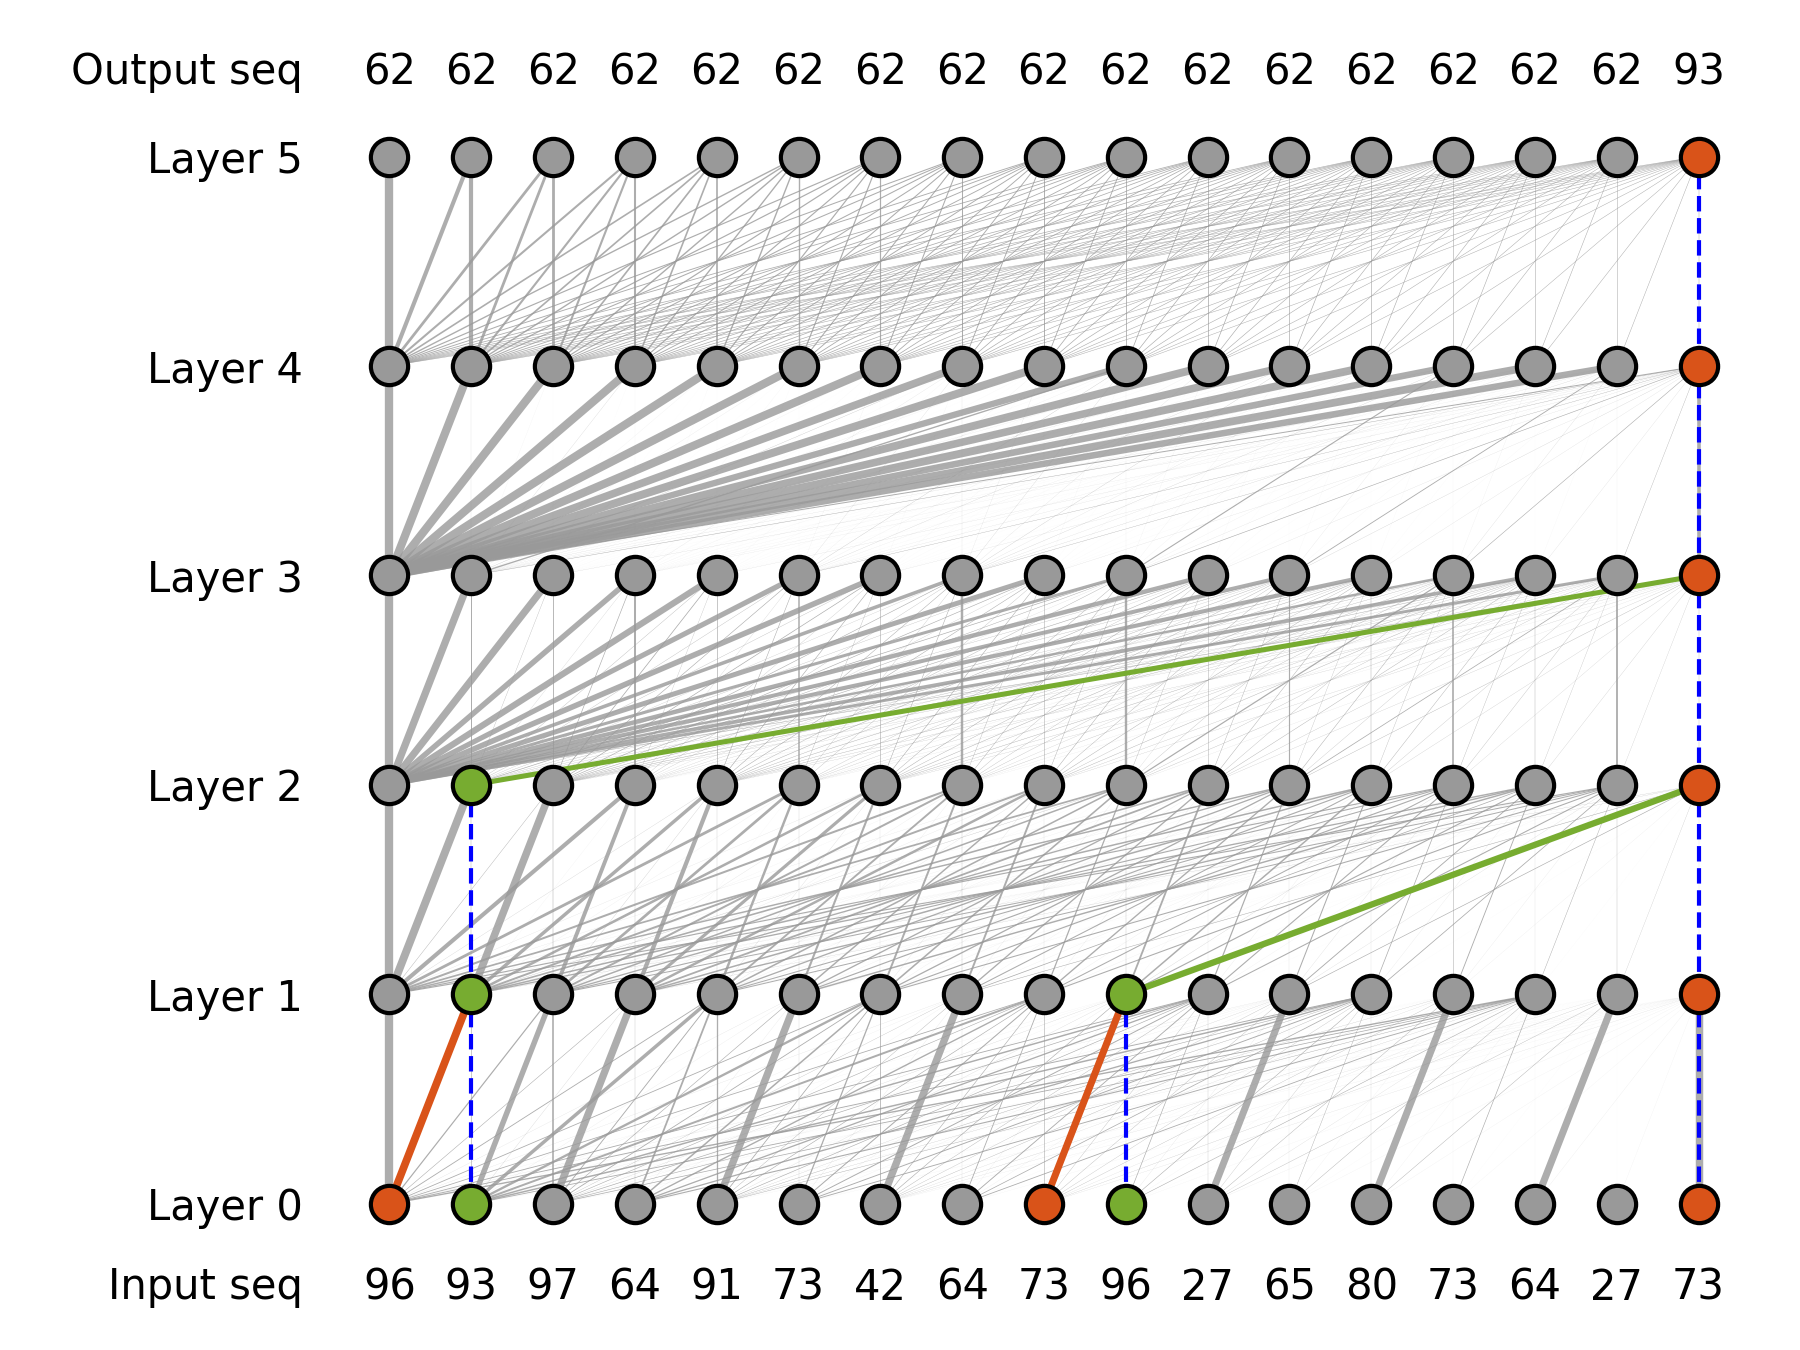 Output seq 62 62 62 62 62 62 62 62 62 62 62 62 62 62 62 62 93
Layer 5
Layer 4
Layer 3
Layer 2
Layer 1
Layer 0
Input seq 96 93 97 64 91 73 42 64 73 96 27 65 80 73 64 27 73